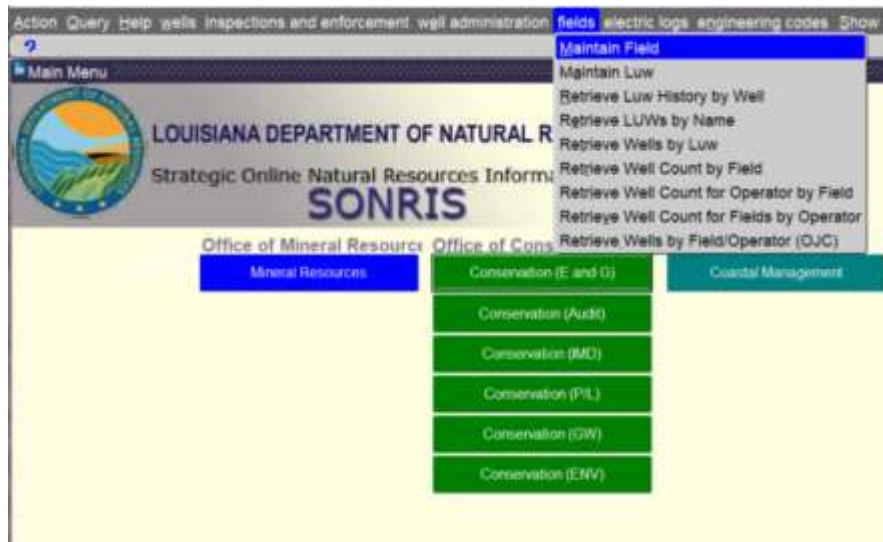 Action Query Help wells inspections and enforcement well administration fields electric logs engineering codes Show
?
Main Menu
Maintain Field
Maintain Luw
Retrieve Luw History by Well
Retrieve LUWs by Name
Retrieve Wells by Luw
Retrieve Well Count by Field
Retrieve Well Count for Operator by Field
Retrieve Well Count for Fields by Operator
Retrieve Wells by Field/Operator (OJC)
LOUISIANA DEPARTMENT OF NATURAL R
Strategic Online Natural Resources Informa
SONRIS
Office of Mineral Resource Office of Cons
Mineral Resources Conservation (E and G) Coastal Management
Conservation (Audit)
Conservation (IMD)
Conservation (P/L)
Conservation (GW)
Conservation (ENV)